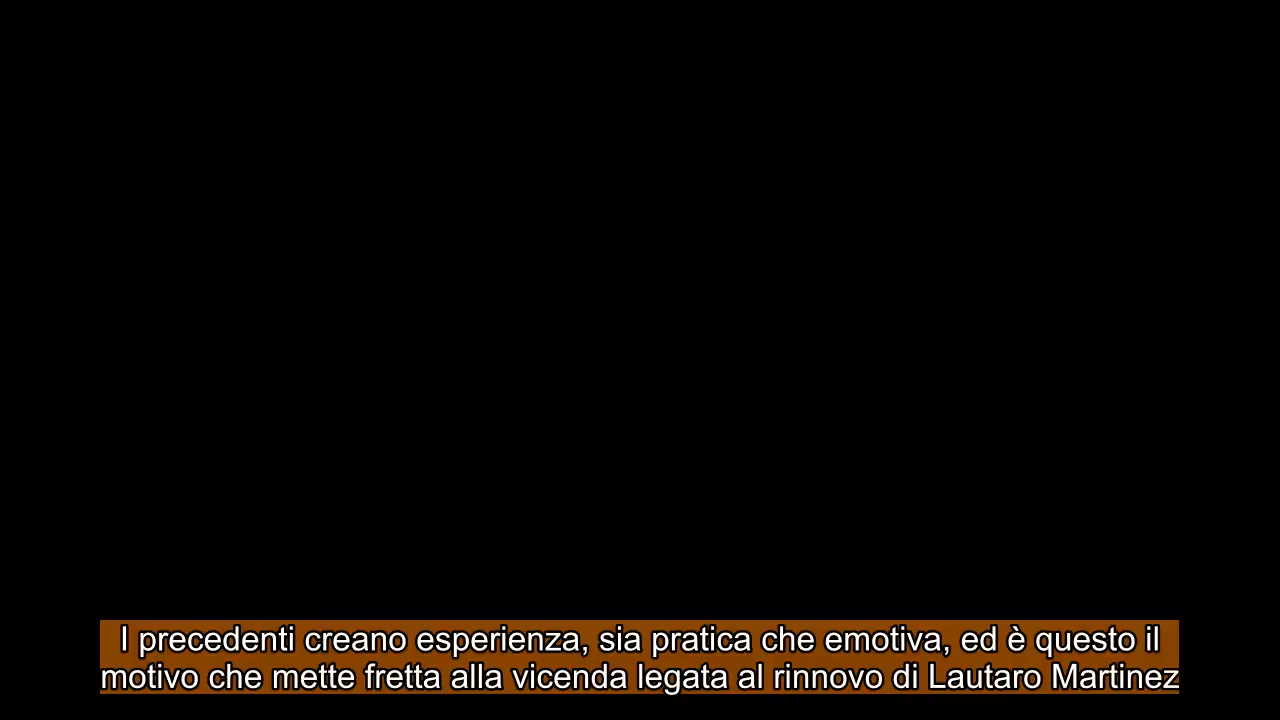 I precedenti creano esperienza, sia pratica che emotiva, ed è questo il
motivo che mette fretta alla vicenda legata al rinnovo di Lautaro Martinez